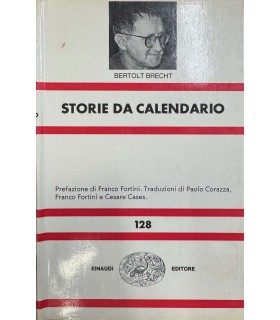 BERTOLT BRECHT
STORIE DA CALENDARIO
Prefazione di Franco Fortini. Traduzioni di Paolo Corazza,
Franco Fortini e Cesare Cases.
128
EINAUDI EDITORE